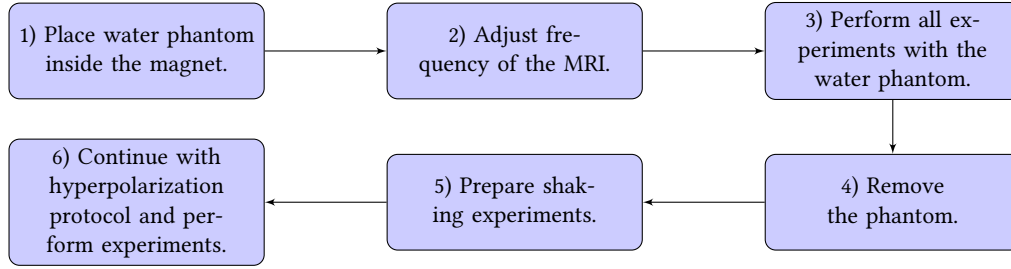 1) Place water phantom
inside the magnet.
2) Adjust fre-
quency of the MRI.
3) Perform all ex-
periments with the
water phantom.
4) Remove
the phantom.
5) Prepare shak-
ing experiments.
6) Continue with
hyperpolarization
protocol and per-
form experiments.